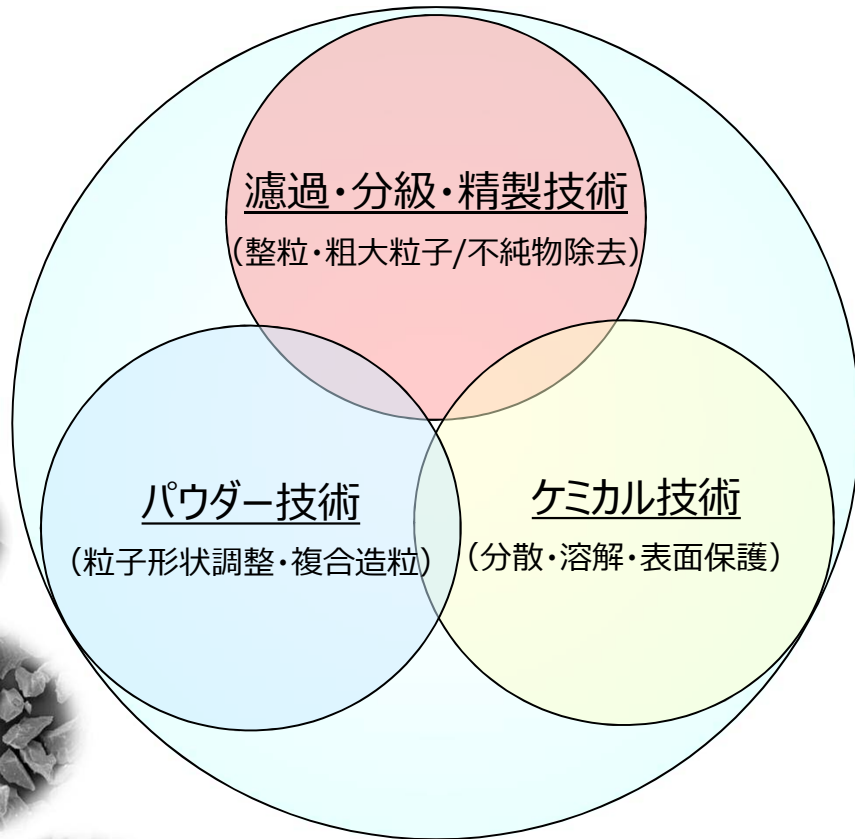 濾過・分級・精製技術
（整粒・粗大粒子/不純物除去）
パウダー技術
（粒子形状調整・複合造粒）
ケミカル技術
（分散・溶解・表面保護）